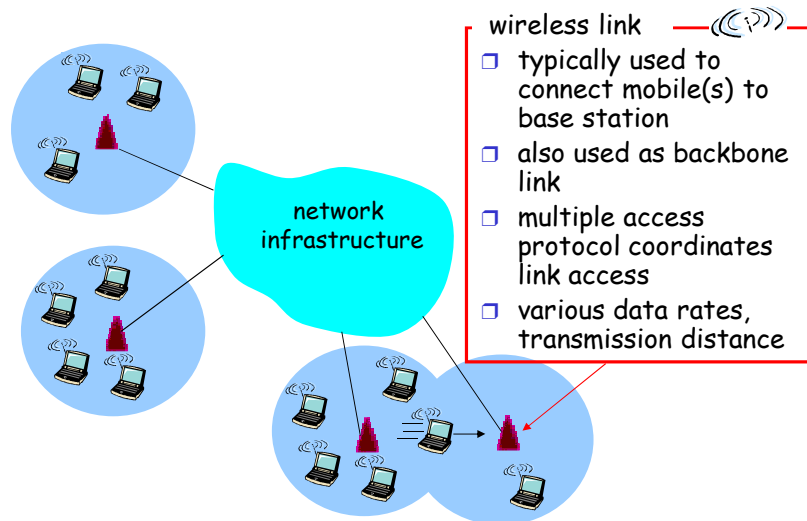 wireless link
❒ typically used to
connect mobile(s) to
base station
❒ also used as backbone
link
❒ multiple access
protocol coordinates
link access
❒ various data rates,
transmission distance
network
infrastructure